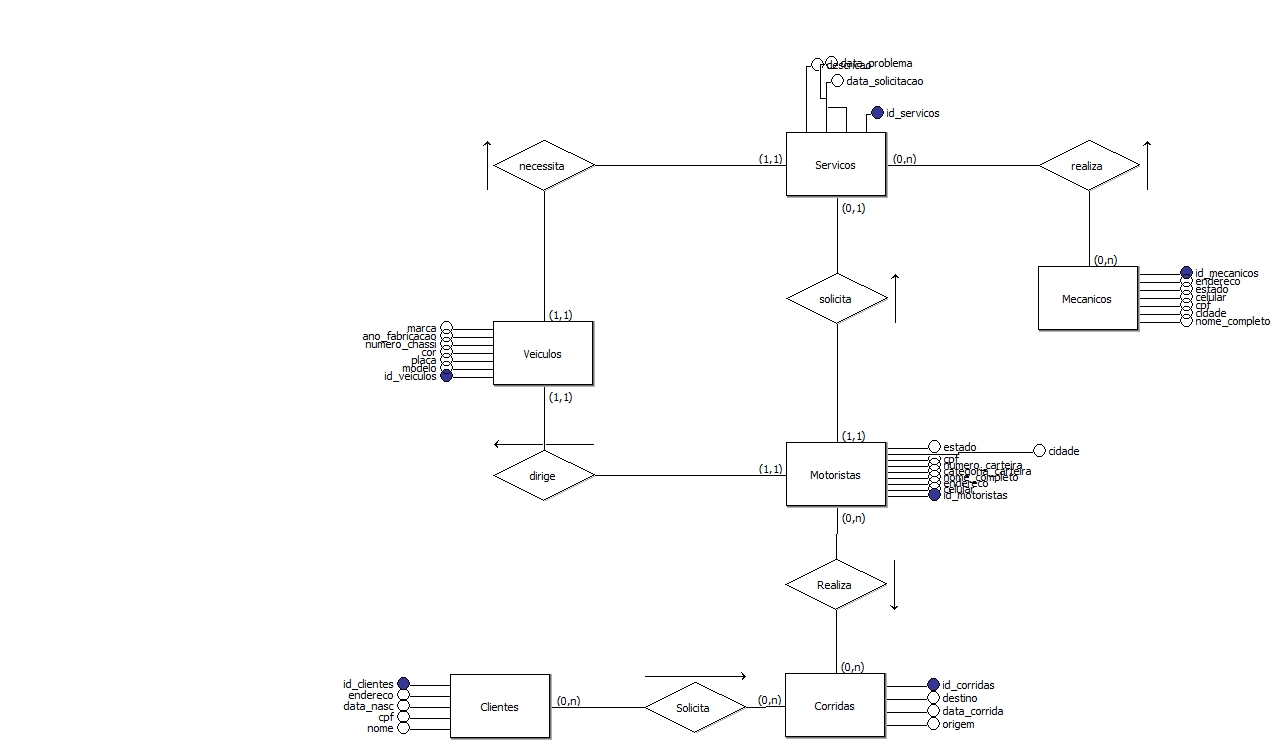 descricao
data_problema
data_solicitacao
id_servicos
necessita
(1,1)
Servicos
(0,n)
realiza
(0,1)
(0,n)
Mecanicos
id_mecanicos
endereco
estado
celular
cpf
cidade
nome_completo
solicita
(1,1)
marca
ano_fabricacao
numero_chassi
cor
placa
modelo
id_veiculos
Veiculos
(1,1)
dirige
(1,1)
(1,1)
Motoristas
estado
cidade
cpf
numero_carteira
categoria_carteira
nome_completo
endereco
celular
id_motoristas
(0,n)
Realiza
(0,n)
id_clientes
endereco
data_nasc
cpf
nome
Clientes
(0,n)
Solicita
(0,n)
Corridas
id_corridas
destino
data_corrida
origem